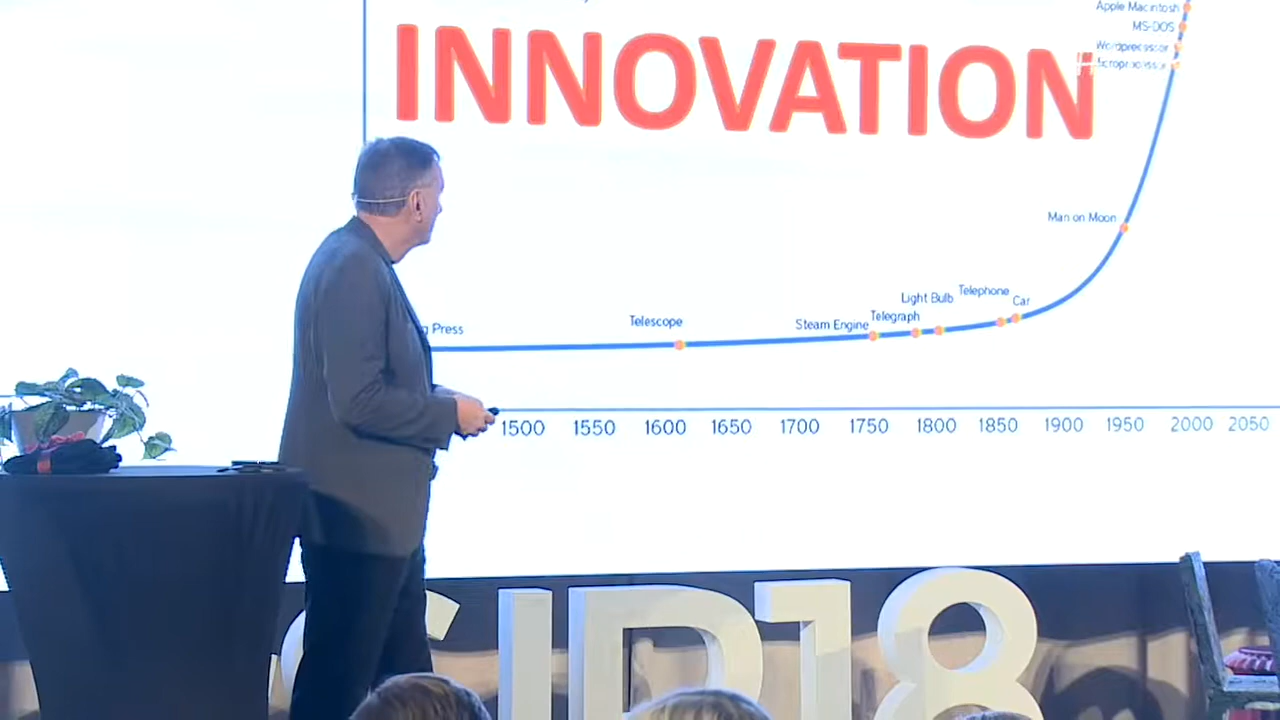 Apple Macintosh
MS-DOS
INNOVATION
Man on Moon
Light Bulb
Telephone
Car
Telescope
Steam Engine
Telegraph
Press
1500 1550 1600 1650 1700 1750 1800 1850 1900 1950 2000 2050
18